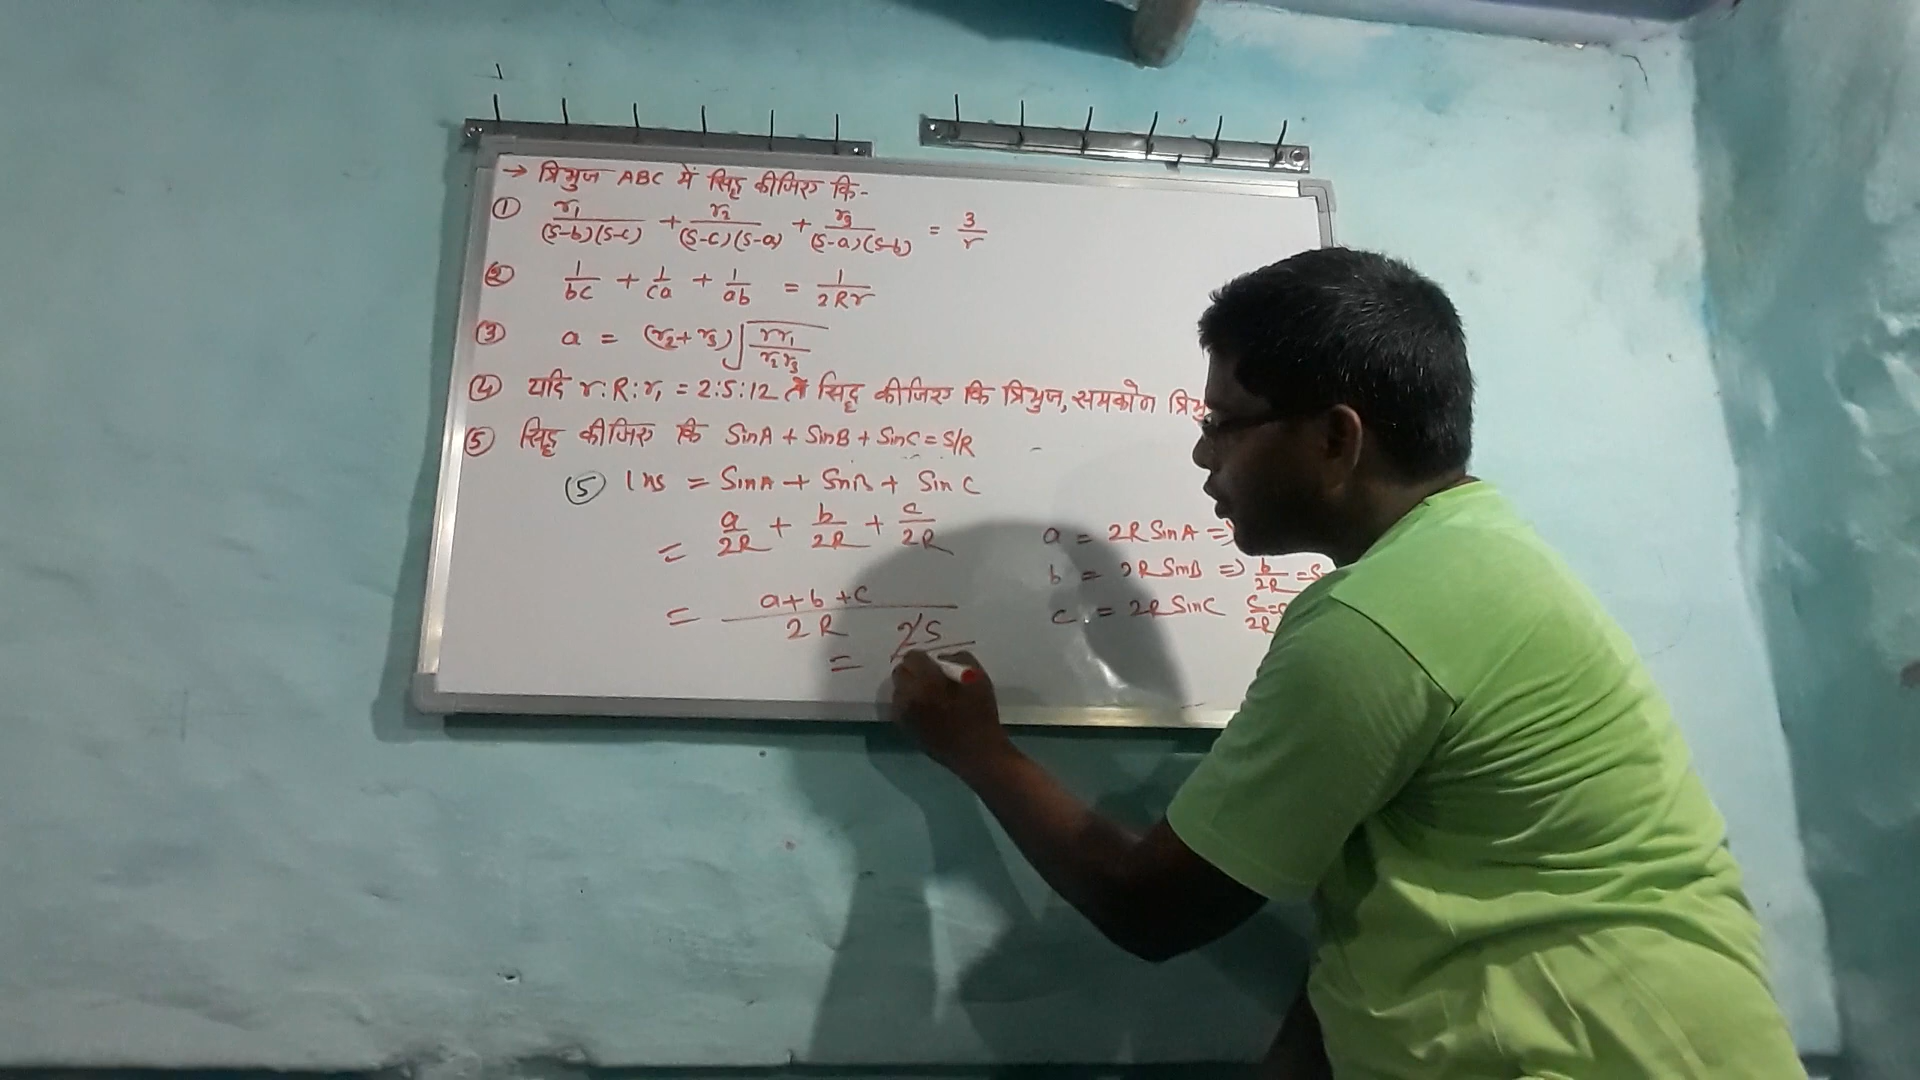 → त्रिभुज ABC में सिद्ध कीजिए कि-
① r₁/(s-b)(s-c) + r₂/(s-c)(s-a) + r₃/(s-a)(s-b) = 3/r
② 1/bc + 1/ca + 1/ab = 1/2Rr
③ a = (r₂+r₃)√(rr₁/r₂r₃)
④ यदि r:R:r₁ = 2:5:12 तो सिद्ध कीजिए कि त्रिभुज, समकोण
⑤ सिद्ध कीजिए कि SinA + SinB + SinC = S/R
⑤ LHS = SinA + SinB + Sin C
= a/2R + b/2R + c/2R
= a+b+c/2R
= 2S
a = 2R SinA ⇒
b = 2R SinB ⇒ b/2R =
c = 2R SinC